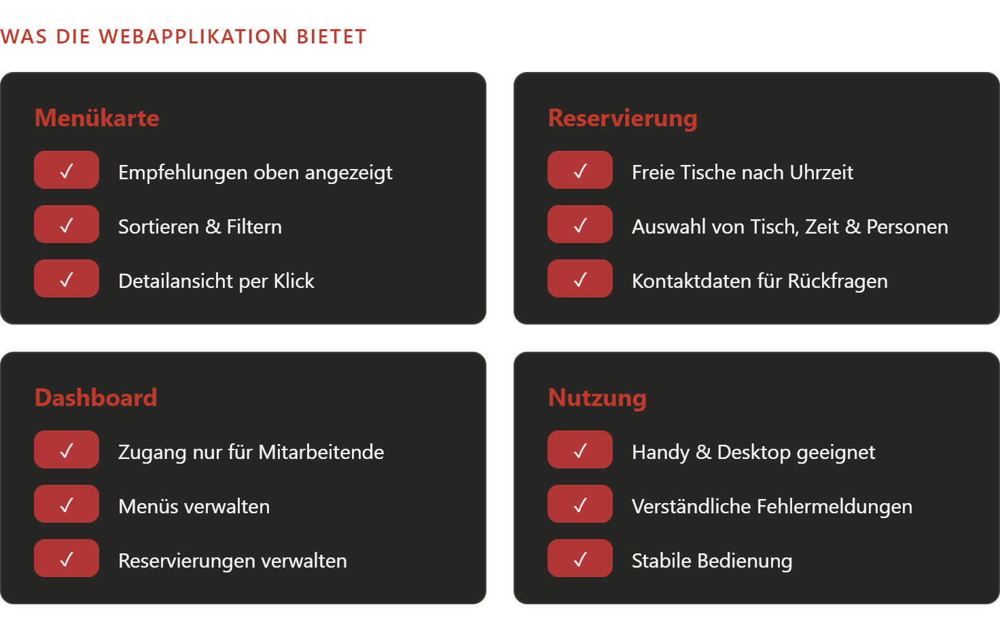 WAS DIE WEBAPPLIKATION BIETET
Menükarte
✓ Empfehlungen oben angezeigt
✓ Sortieren & Filtern
✓ Detailansicht per Klick
Reservierung
✓ Freie Tische nach Uhrzeit
✓ Auswahl von Tisch, Zeit & Personen
✓ Kontaktdaten für Rückfragen
Dashboard
✓ Zugang nur für Mitarbeitende
✓ Menüs verwalten
✓ Reservierungen verwalten
Nutzung
✓ Handy & Desktop geeignet
✓ Verständliche Fehlermeldungen
✓ Stabile Bedienung